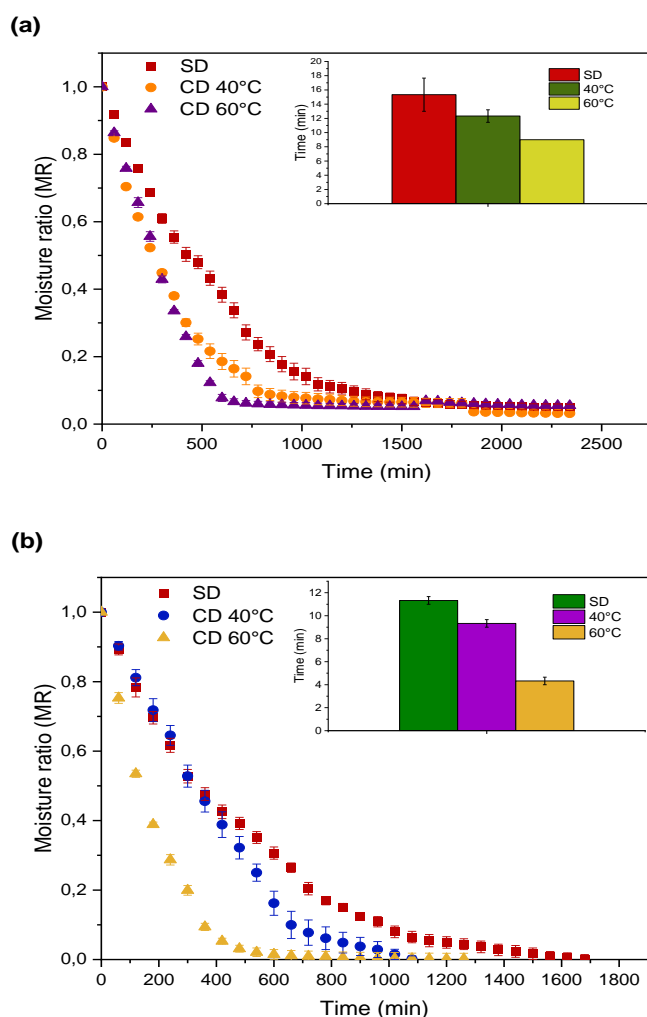 (a)
1,0
0,8
0,6
0,4
0,2
0,0
Moisture ratio (MR)
SD
CD 40°C
CD 60°C
20
18
16
14
12
10
8
6
4
2
0
Time (min)
SD
40°C
60°C
0
500
1000
1500
2000
2500
Time (min)
(b)
1,0
0,8
0,6
0,4
0,2
0,0
Moisture ratio (MR)
SD
CD 40°C
CD 60°C
12
10
8
6
4
2
0
Time (min)
SD
40°C
60°C
0
200
400
600
800
1000
1200
1400
1600
1800
Time (min)